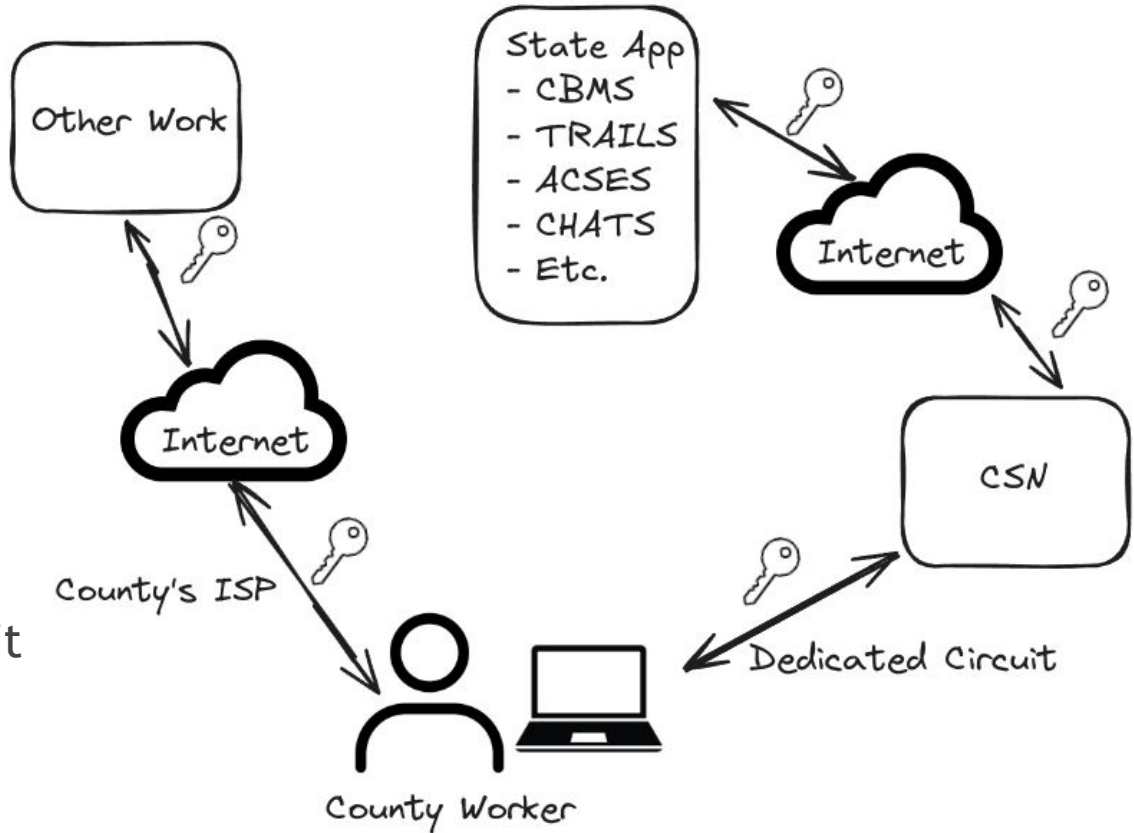 Other Work
State App
- CBMS
- TRAILS
- ACSES
- CHATS
- Etc.
Internet
Internet
CSN
County's ISP
Dedicated Circuit
County Worker